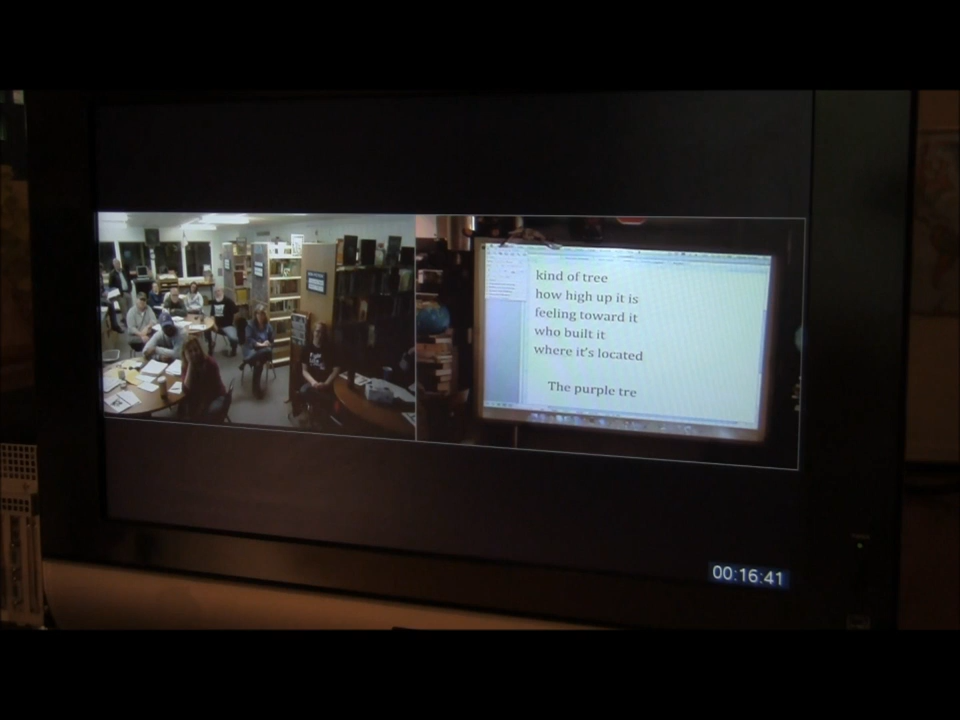 kind of tree
how high up it is
feeling toward it
who built it
where it's located
The purple tre
00:16:41